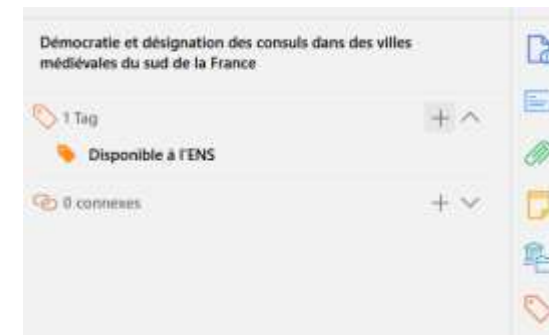 Démocratie et désignation des consuls dans des villes
médiévales du sud de la France
1 Tag
Disponible à l'ENS
0 connexes